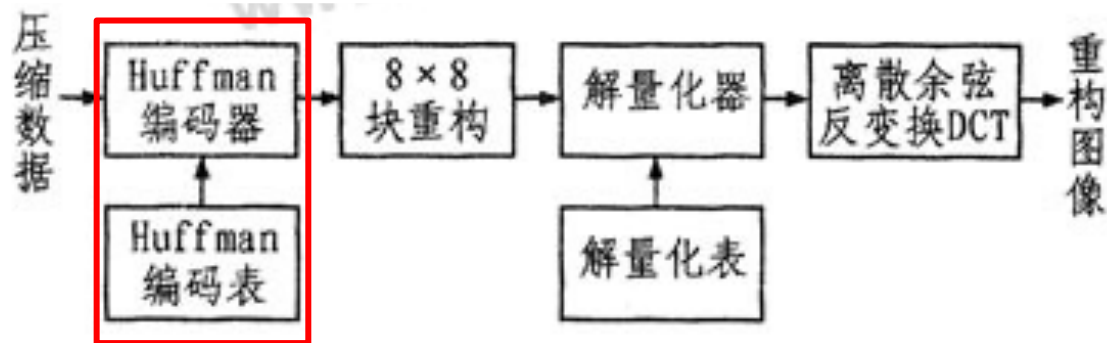 压缩数据
Huffman
编码器
8×8
块重构
解量化器
离散余弦
反变换DCT
重构图像
Huffman
编码表
解量化表